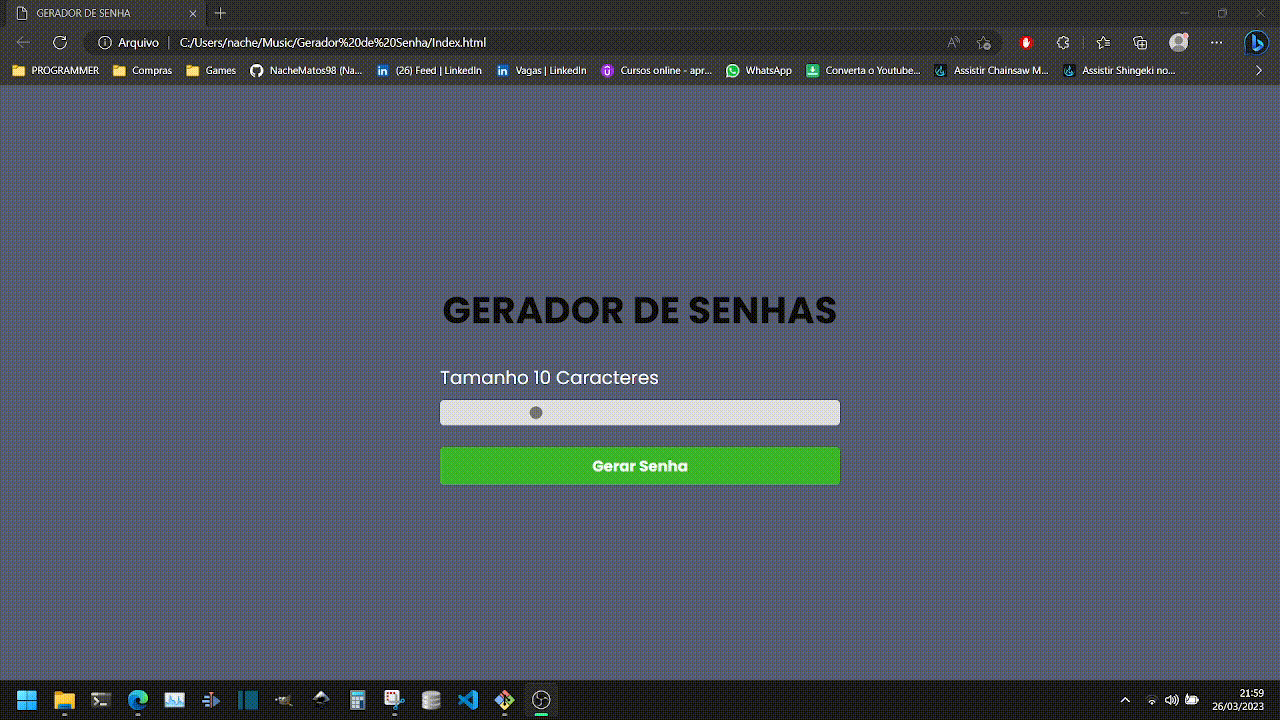 GERADOR DE SENHA
Arquivo
C:/Users/nache/Music/Gerador%20de%20Senha/Index.html
PROGRAMMER
Compras
Games
NacheMatos98 (Na...
(26) Feed | LinkedIn
Vagas | LinkedIn
Cursos online - apr...
WhatsApp
Converta o Youtube...
Assistir Chainsaw M...
Assistir Shingeki no...
GERADOR DE SENHAS
Tamanho 10 Caracteres
Gerar Senha
21:59
26/03/2023